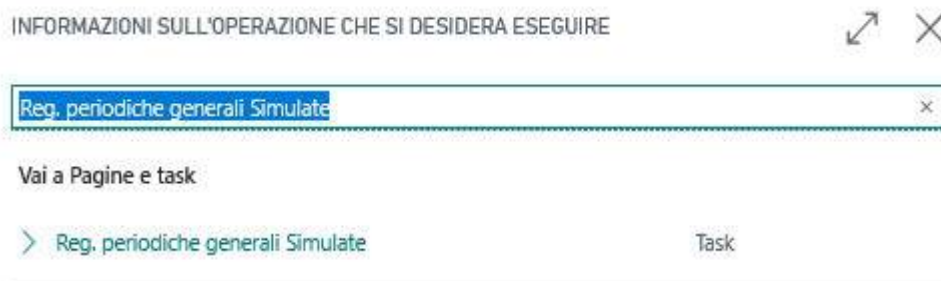 INFORMAZIONI SULL'OPERAZIONE CHE SI DESIDERA ESEGUIRE
Reg. periodiche generali Simulate
Vai a Pagine e task
Reg. periodiche generali Simulate Task